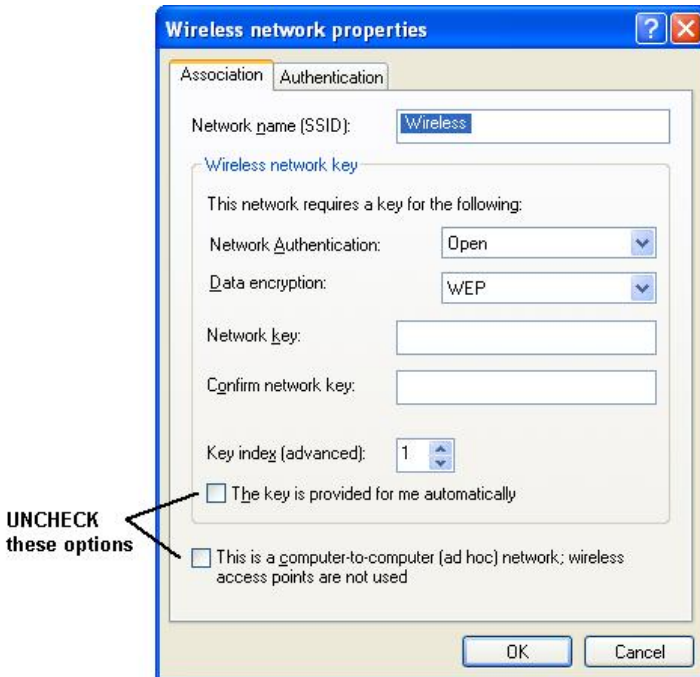 Wireless network properties
Association Authentication
Network name (SSID): Wireless
Wireless network key
This network requires a key for the following:
Network Authentication: Open
Data encryption: WEP
Network key:
Confirm network key:
Key index (advanced): 1
The key is provided for me automatically
UNCHECK
these options
This is a computer-to-computer (ad hoc) network; wireless
access points are not used
OK Cancel